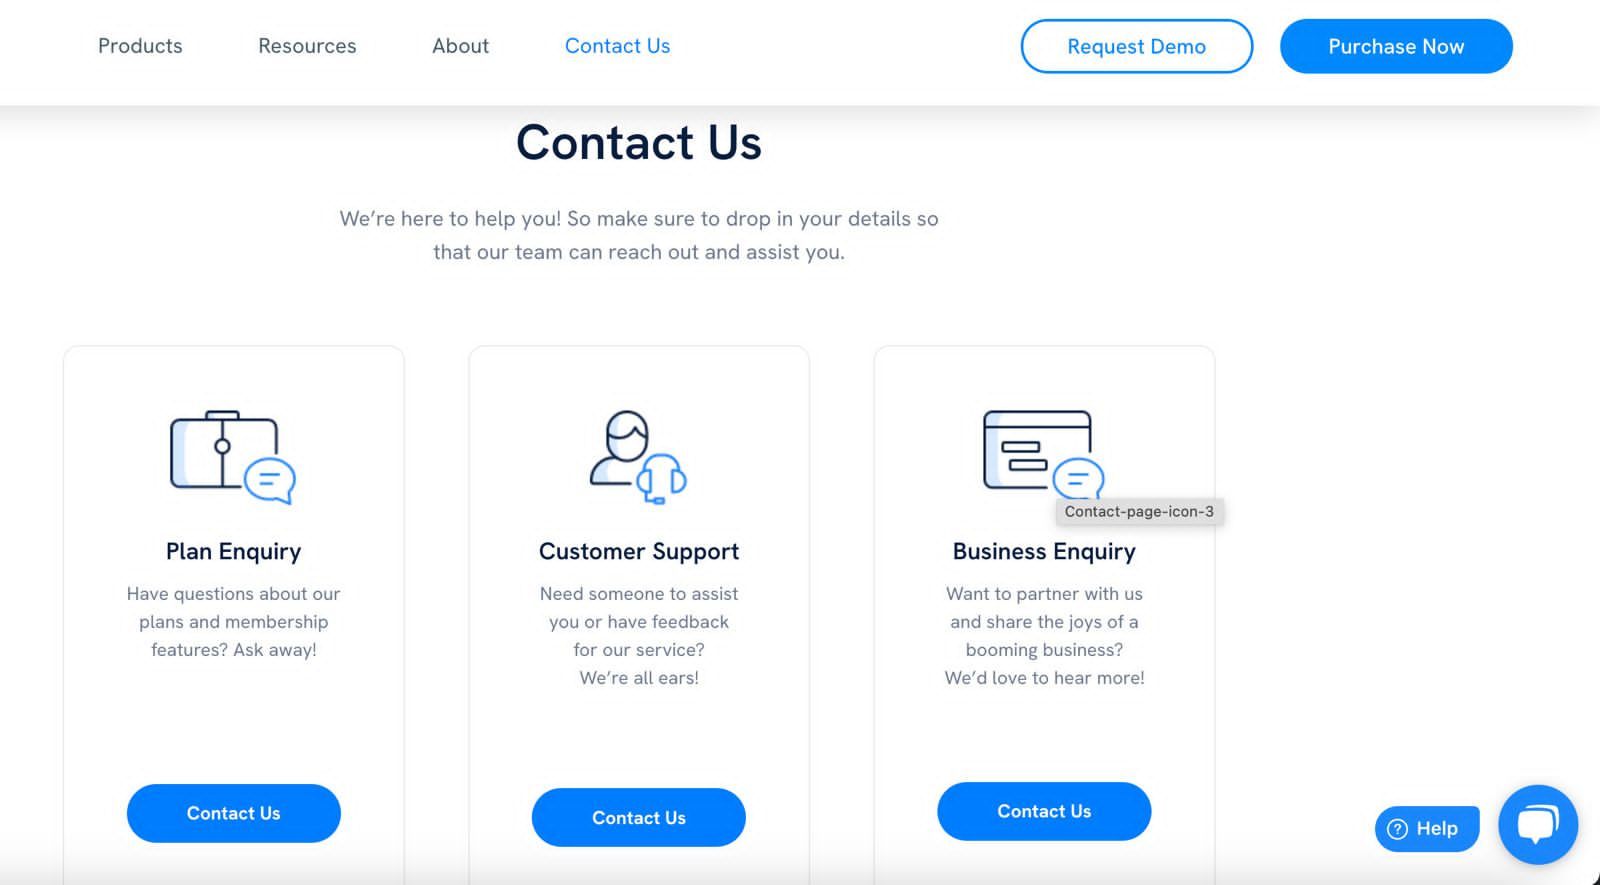 Products Resources About Contact Us Request Demo Purchase Now
Contact Us
We’re here to help you! So make sure to drop in your details so
that our team can reach out and assist you.
Plan Enquiry
Have questions about our
plans and membership
features? Ask away!
Contact Us
Customer Support
Need someone to assist
you or have feedback
for our service?
We’re all ears!
Contact Us
Contact-page-icon-3
Business Enquiry
Want to partner with us
and share the joys of a
booming business?
We’d love to hear more!
Contact Us
? Help